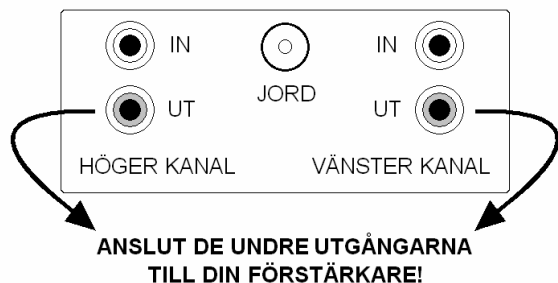 IN
JORD
IN
UT
UT
HÖGER KANAL
VÄNSTER KANAL
ANSLUT DE UNDRE UTGÅNGARNA
TILL DIN FÖRSTÄRKARE!